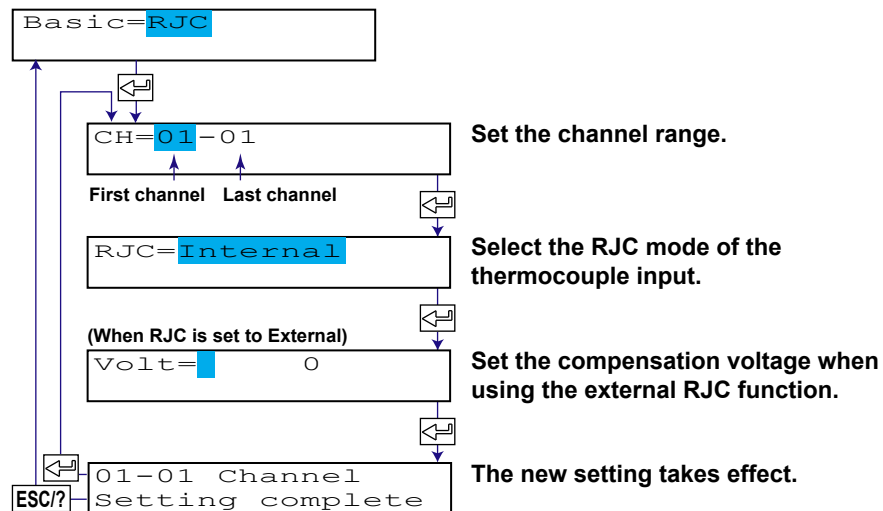 Basic=RJC
CH=01-01
Set the channel range.
First channel Last channel
RJC=Internal
Select the RJC mode of the
thermocouple input.
(When RJC is set to External)
Volt= 0
Set the compensation voltage when
using the external RJC function.
01-01 Channel
The new setting takes effect.
ESC/?
Setting complete